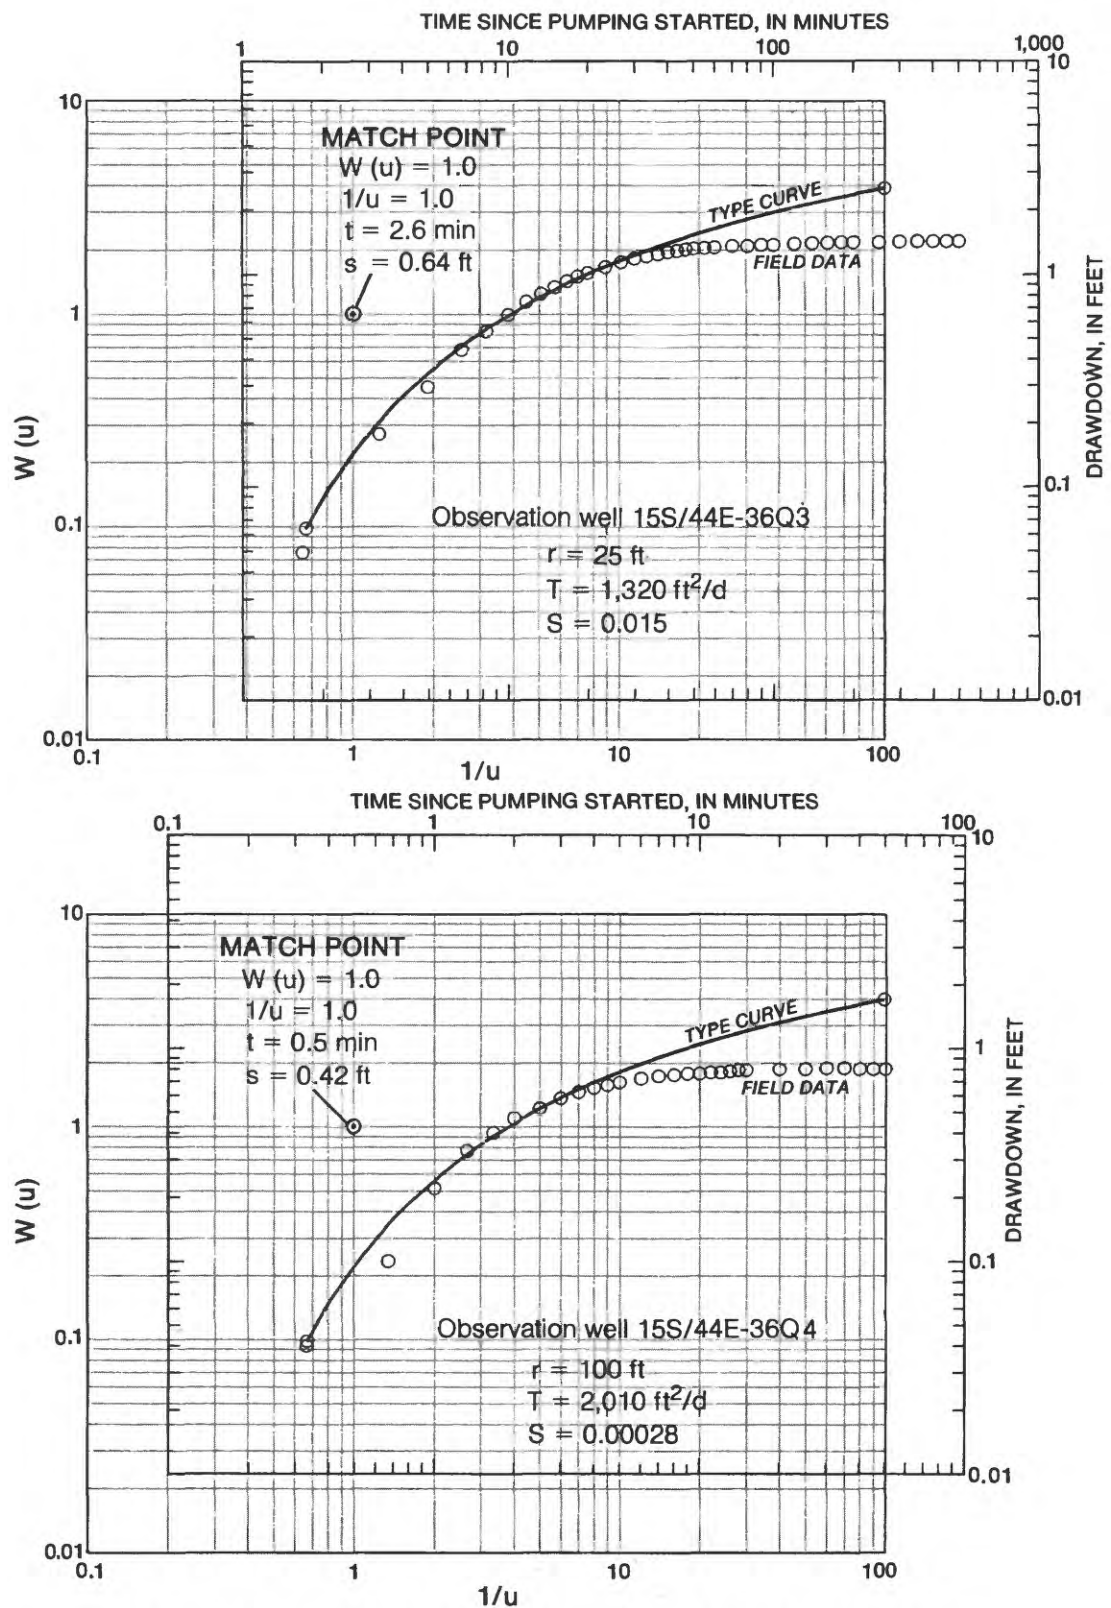 TIME SINCE PUMPING STARTED, IN MINUTES
1 10 100 1,000
10
10
MATCH POINT
W (u) = 1.0
1/u = 1.0
t = 2.6 min
s = 0.64 ft
TYPE CURVE
FIELD DATA
1
1
W (u)
DRAWDOWN, IN FEET
0.1
0.1
Observation well 15S/44E-36Q3
r = 25 ft
T = 1,320 ft²/d
S = 0.015
0.01
0.01
0.1 1 10 100
1/u
TIME SINCE PUMPING STARTED, IN MINUTES
0.1 1 10 100
10
10
MATCH POINT
W (u) = 1.0
1/u = 1.0
t = 0.5 min
s = 0.42 ft
TYPE CURVE
FIELD DATA
1
1
W (u)
DRAWDOWN, IN FEET
0.1
0.1
Observation well 15S/44E-36Q4
r = 100 ft
T = 2,010 ft²/d
S = 0.00028
0.01
0.01
0.1 1 10 100
1/u